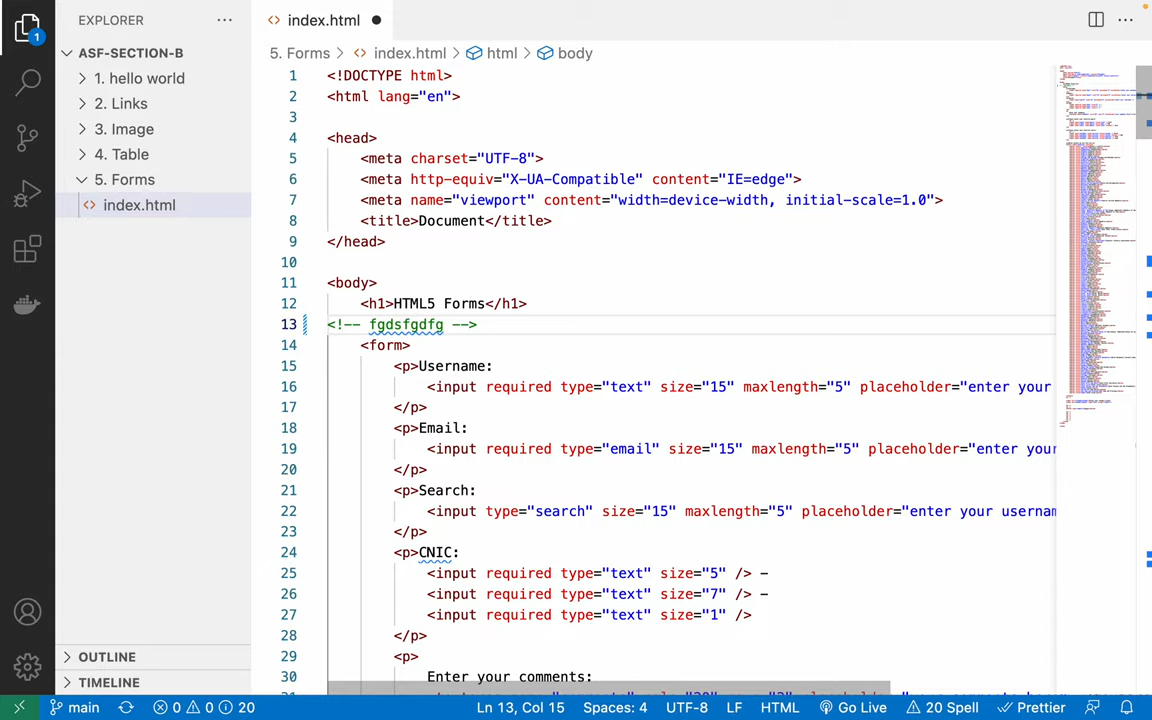 EXPLORER
index.html
ASF-SECTION-B
1. hello world
2. Links
3. Image
4. Table
5. Forms
index.html
OUTLINE
TIMELINE
1
5. Forms > index.html > html > body
1 <!DOCTYPE html>
2 <html lang="en">
3
4 <head>
5 <meta charset="UTF-8">
6 <meta http-equiv="X-UA-Compatible" content="IE=edge">
7 <meta name="viewport" content="width=device-width, initial-scale=1.0">
8 <title>Document</title>
9 </head>
10
11 <body>
12 <h1>HTML5 Forms</h1>
13 <!-- fgdsfgdfg -->
14 <form>
15 <p>Username:
16 <input required type="text" size="15" maxlength="5" placeholder="enter your
17 </p>
18 <p>Email:
19 <input required type="email" size="15" maxlength="5" placeholder="enter your
20 </p>
21 <p>Search:
22 <input type="search" size="15" maxlength="5" placeholder="enter your usernam
23 </p>
24 <p>CNIC:
25 <input required type="text" size="5" /> -
26 <input required type="text" size="7" /> -
27 <input required type="text" size="1" />
28 </p>
29 <p>
30 Enter your comments:
main 0 0 20 Ln 13, Col 15 Spaces: 4 UTF-8 LF HTML Go Live 20 Spell Prettier